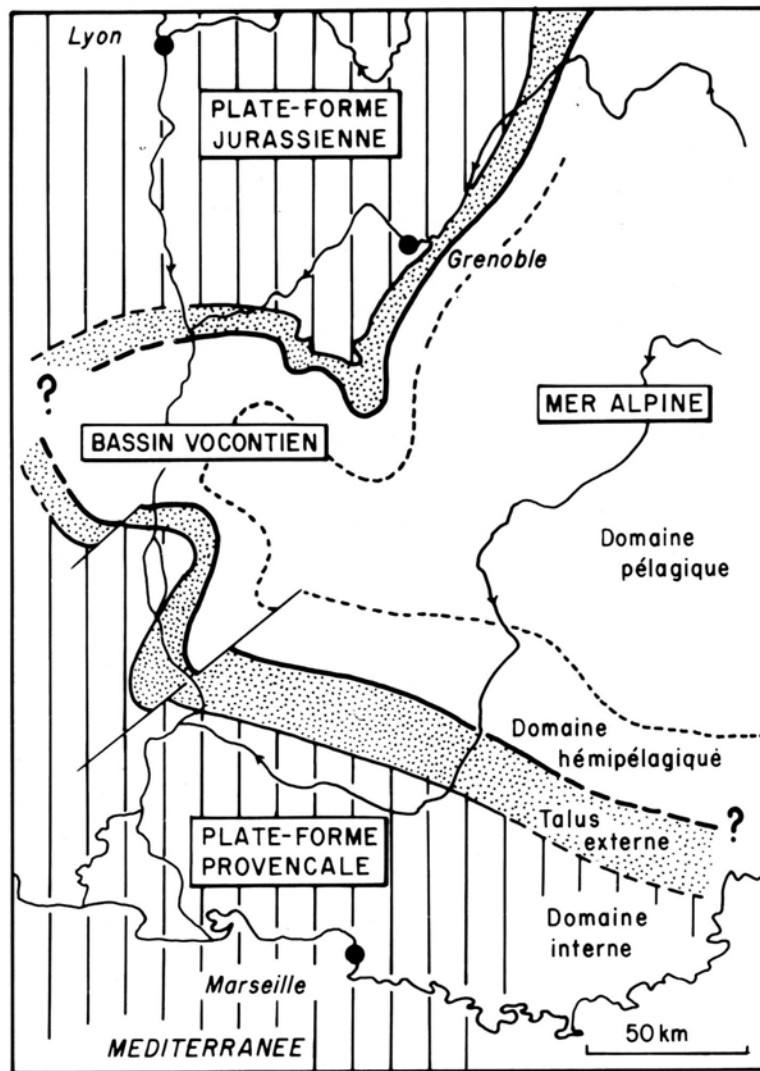 Lyon
PLATE-FORME
JURASSIENNE
Grenoble
?
MER ALPINE
BASSIN VOCONTIEN
Domaine
pélagique
Domaine
hémipélagique
Talus
externe
?
PLATE-FORME
PROVENCALE
Domaine
interne
Marseille
50 km
MEDITERRANEE